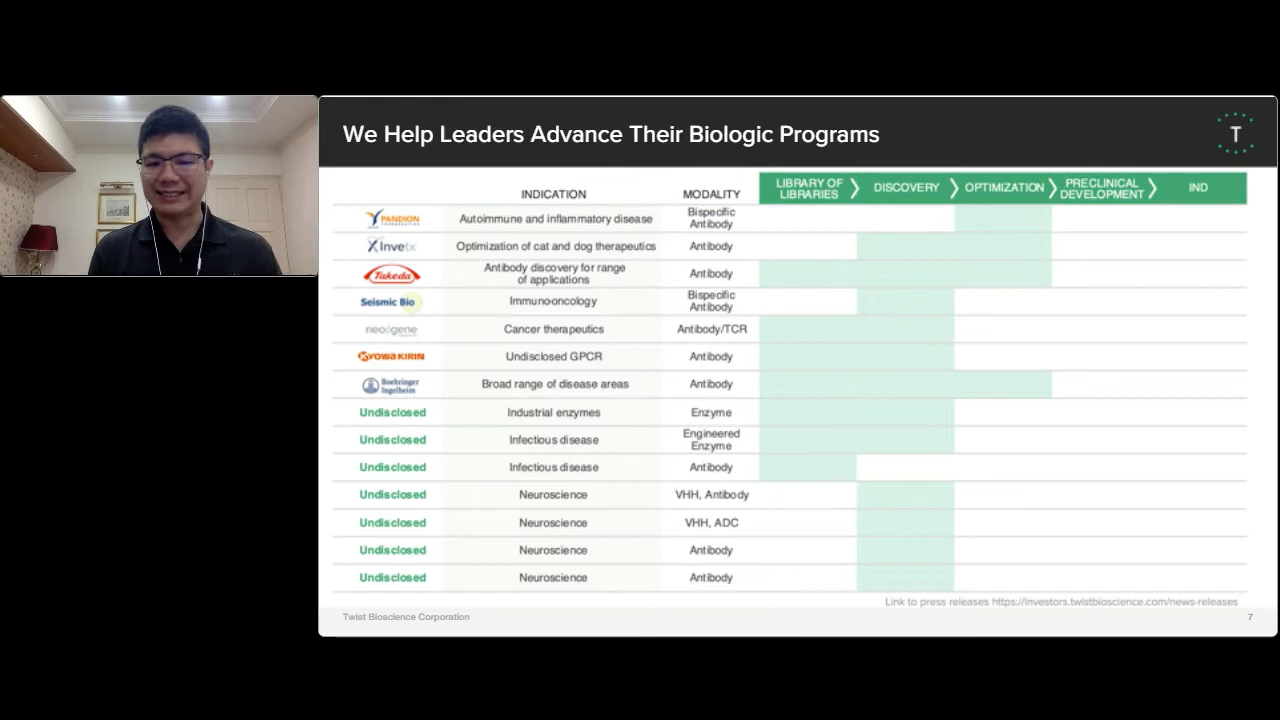 We Help Leaders Advance Their Biologic Programs
T
INDICATION
MODALITY
LIBRARY OF LIBRARIES
DISCOVERY
OPTIMIZATION
PRECLINICAL DEVELOPMENT
IND
PANDION
Autoimmune and inflammatory disease
Bispecific Antibody
Invetx
Optimization of cat and dog therapeutics
Antibody
Takeda
Antibody discovery for range
of applications
Antibody
Seismic Bio
Immunooncology
Bispecific Antibody
neogene
Cancer therapeutics
Antibody/TCR
KYOWA KIRIN
Undisclosed GPCR
Antibody
Boehringer Ingelheim
Broad range of disease areas
Antibody
Undisclosed
Industrial enzymes
Enzyme
Undisclosed
Infectious disease
Engineered Enzyme
Undisclosed
Infectious disease
Antibody
Undisclosed
Neuroscience
VHH, Antibody
Undisclosed
Neuroscience
VHH, ADC
Undisclosed
Neuroscience
Antibody
Undisclosed
Neuroscience
Antibody
Link to press releases https://investors.twistbioscience.com/news-releases
Twist Bioscience Corporation
7